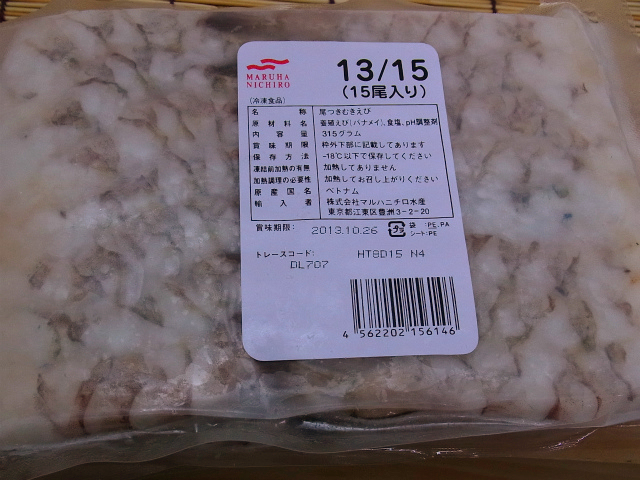 MARUHA
NICHIRO
13/15
(15尾入り)
(冷凍食品)
名称 尾つきむきえび
原材料名 養殖えび(バナメイ)、食塩、pH調整剤
内容量 315グラム
賞味期限 枠外下部に記載してあります
保存方法 -18℃以下で保存してください
凍結前加熱の有無 加熱してありません
加熱調理の必要性 加熱してお召し上がりください
原産国名 ベトナム
輸入者 株式会社マルハニチロ水産
東京都江東区豊洲3-2-20
賞味期限: 2013.10.26
プラ
袋 :PE,PA
シート:PE
トレースコード: HT8D15 N4
DL707
4 562202 156146